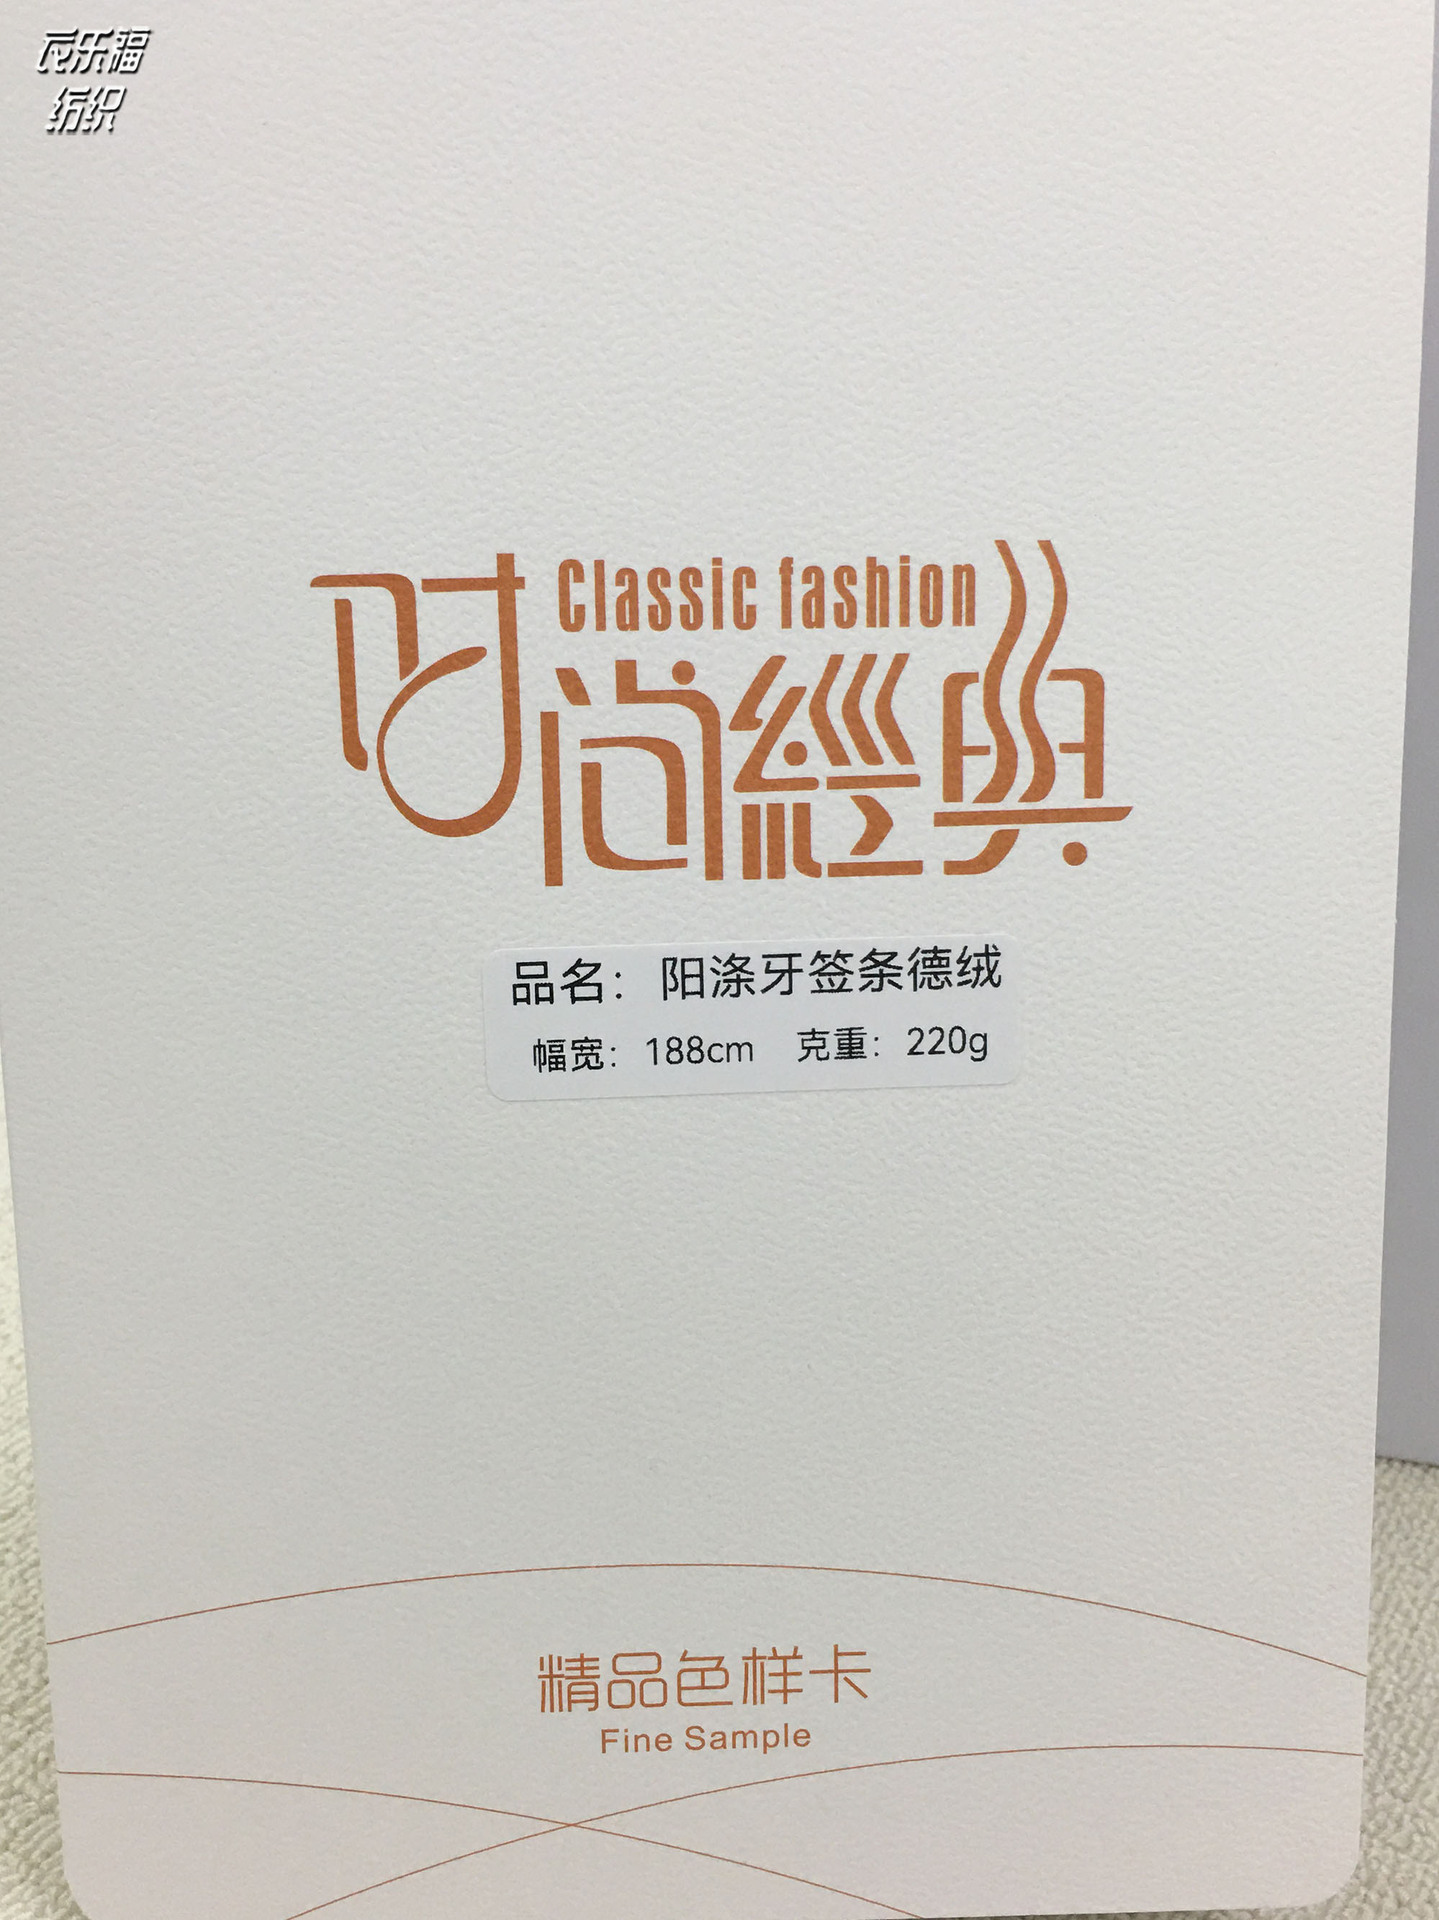 衣乐福
纺织
Classic fashion
时尚經典
品名：阳涤牙签条德绒
幅宽：188cm 克重：220g
精品色样卡
Fine Sample